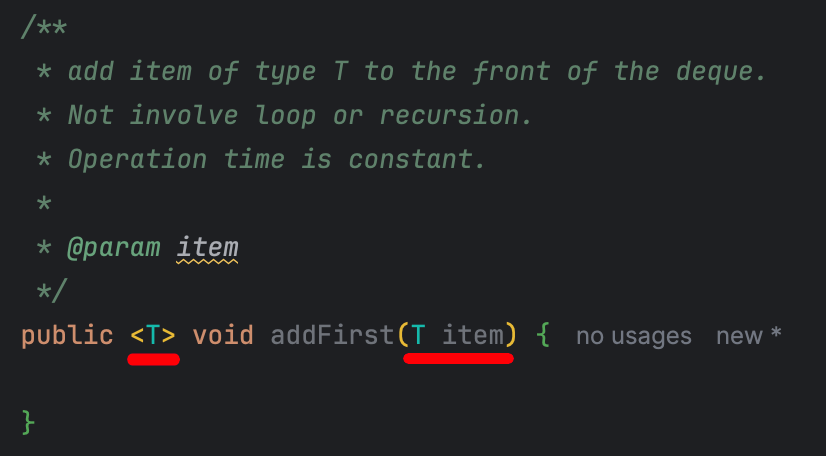 /**
* add item of type T to the front of the deque.
* Not involve loop or recursion.
* Operation time is constant.
*
* @param item
*/
public <T> void addFirst(T item) { no usages new *
}